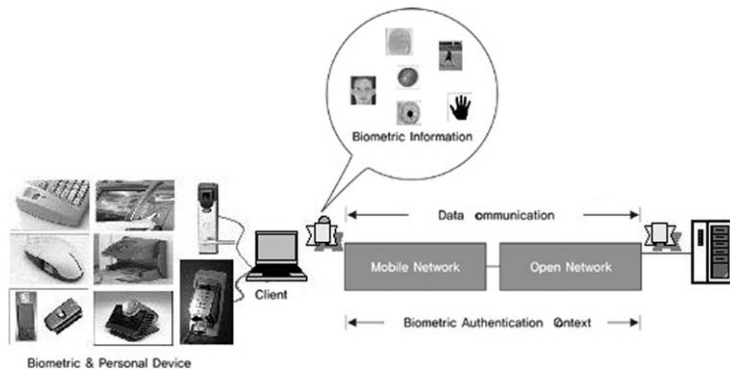 Biometric Information
Data ommunication
Mobile Network
Open Network
Client
Biometric Authentication ontext
Biometric & Personal Device